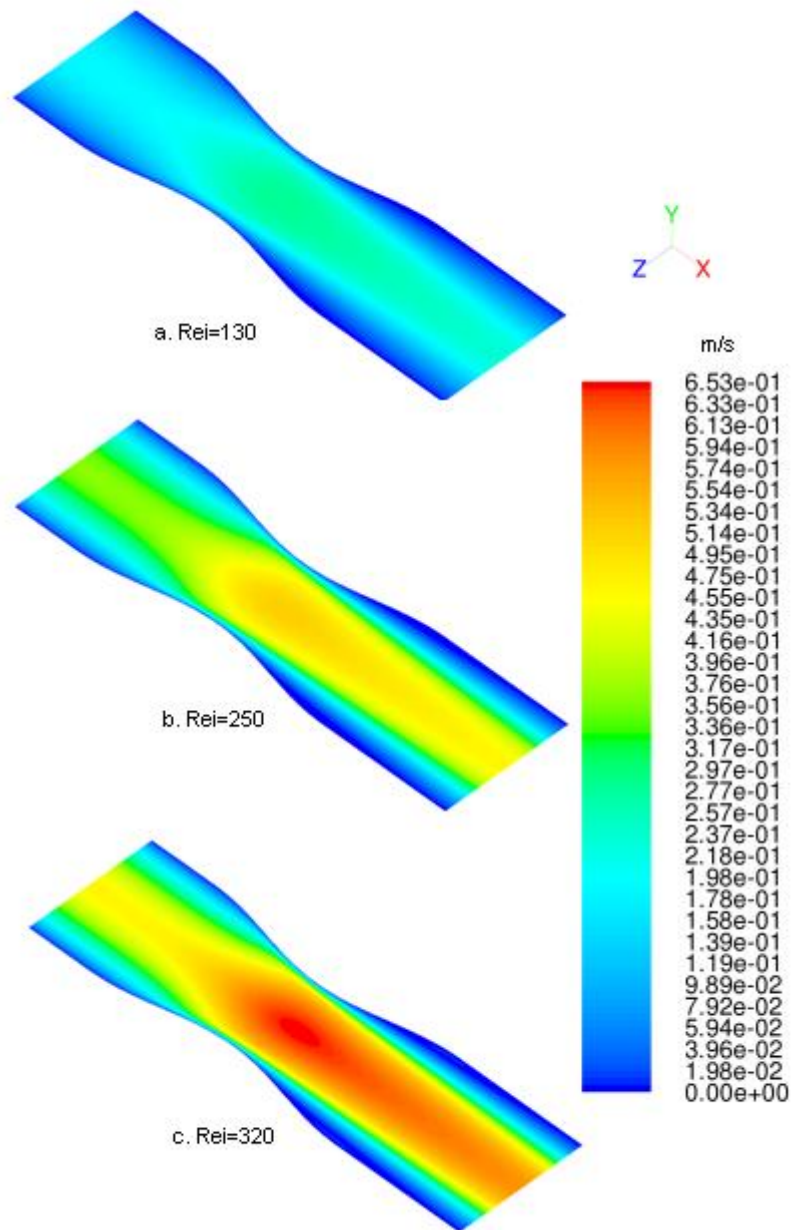 Y
Z
X
a. Rei=130
m/s
6.53e-01
6.33e-01
6.13e-01
5.94e-01
5.74e-01
5.54e-01
5.34e-01
5.14e-01
4.95e-01
4.75e-01
4.55e-01
4.35e-01
4.16e-01
3.96e-01
3.76e-01
3.56e-01
3.36e-01
3.17e-01
2.97e-01
2.77e-01
2.57e-01
2.37e-01
2.18e-01
1.98e-01
1.78e-01
1.58e-01
1.39e-01
1.19e-01
9.89e-02
7.92e-02
5.94e-02
3.96e-02
1.98e-02
0.00e+00
b. Rei=250
c. Rei=320